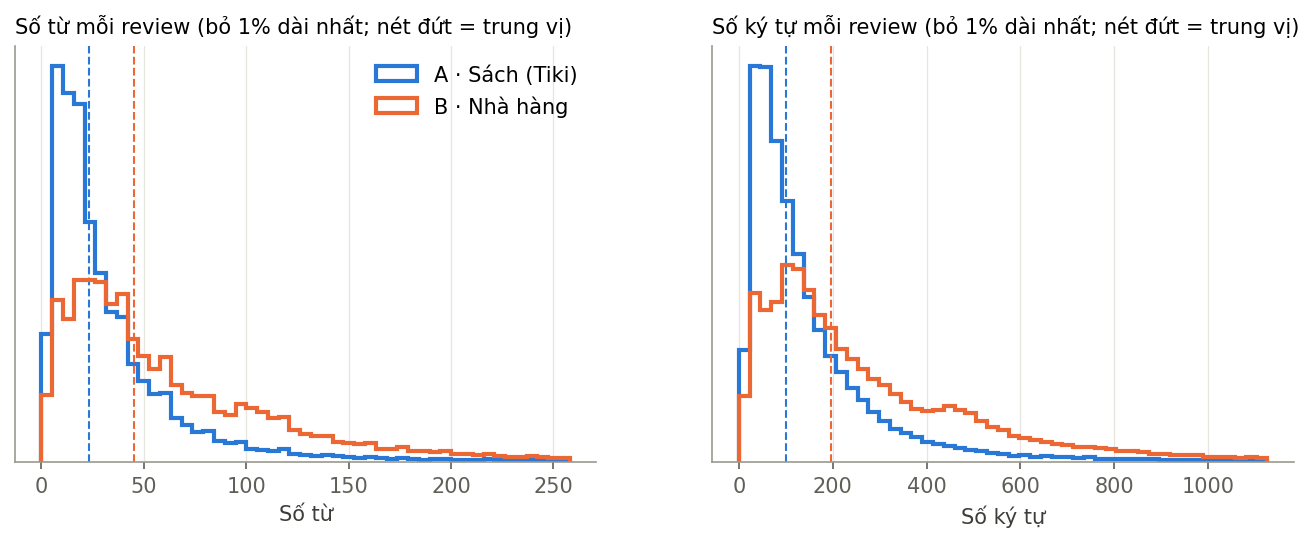 Số từ mỗi review (bỏ 1% dài nhất; nét đứt = trung vị)
A · Sách (Tiki)
B · Nhà hàng
0 50 100 150 200 250
Số từ
Số ký tự mỗi review (bỏ 1% dài nhất; nét đứt = trung vị)
0 200 400 600 800 1000
Số ký tự